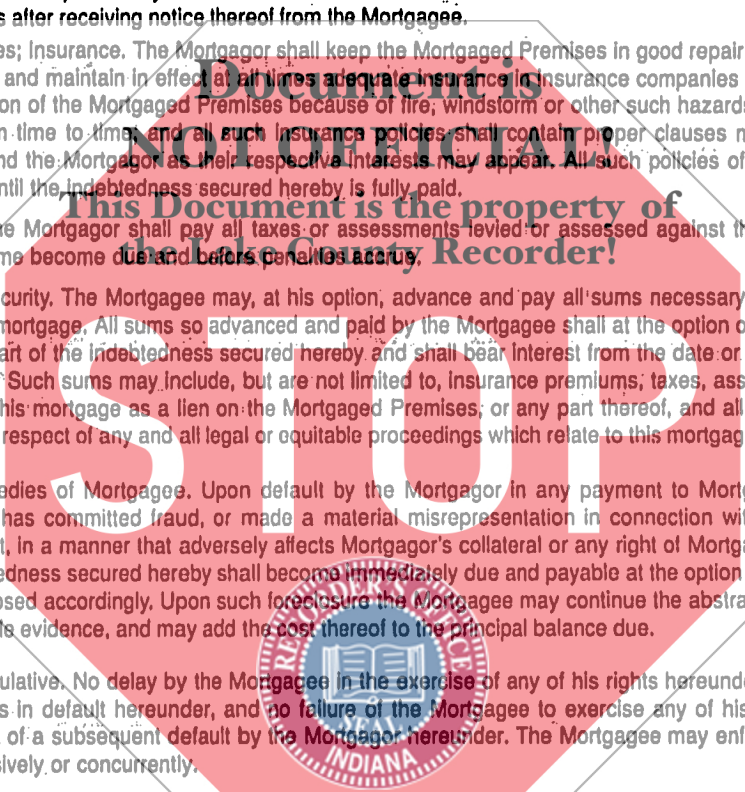 s after receiving notice thereof from the Mortgagee.
es; Insurance. The Mortgagor shall keep the Mortgaged Premises in good repair
and maintain in effect at all times adequate insurance in insurance companies
Document is
on of the Mortgaged Premises because of fire, windstorm or other such hazards
m time to time, and all such insurance policies shall contain proper clauses m
NOT OFFICIAL!
nd the Mortgagor as their respective interests may appear. All such policies of
ntil the indebtedness secured hereby is fully paid.
This Document is the property of
he Mortgagor shall pay all taxes or assessments levied or assessed against th
me become due and before penalties accrue.
the Lake County Recorder!
curity. The Mortgagee may, at his option, advance and pay all sums necessary
mortgage. All sums so advanced and paid by the Mortgagee shall at the option o
art of the indebtedness secured hereby and shall bear interest from the date or
STOP
Such sums may include, but are not limited to, insurance premiums, taxes, ass
his mortgage as a lien on the Mortgaged Premises, or any part thereof, and all
respect of any and all legal or equitable proceedings which relate to this mortgag
edies of Mortgagee. Upon default by the Mortgagor in any payment to Mortg
has committed fraud, or made a material misrepresentation in connection wit
t, in a manner that adversely affects Mortgagor's collateral or any right of Mortga
edness secured hereby shall become immediately due and payable at the option
osed accordingly. Upon such foreclosure the Mortgagee may continue the abstra
le evidence, and may add the cost thereof to the principal balance due.
RECORDER'S OFFICE
ulative. No delay by the Mortgagee in the exercise of any of his rights hereunde
s in default hereunder, and no failure of the Mortgagee to exercise any of his
SEAL
of a subsequent default by the Mortgagor hereunder. The Mortgagee may enf
INDIANA
sively or concurrently.